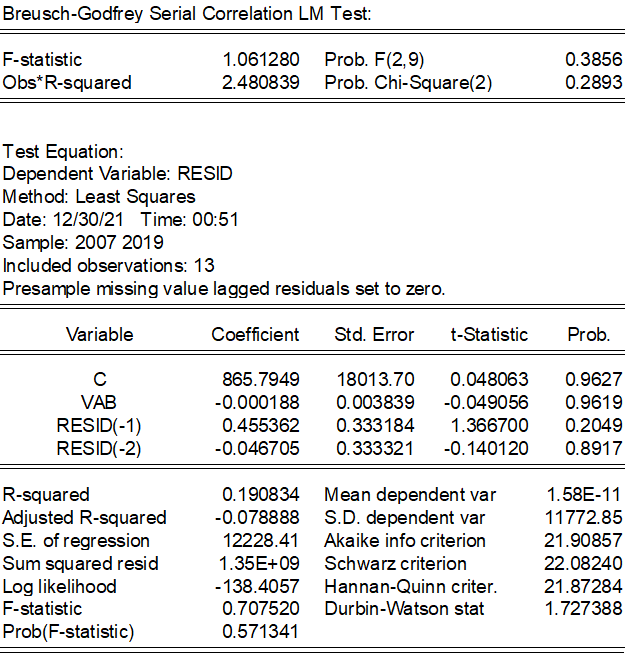 Breusch-Godfrey Serial Correlation LM Test:
F-statistic 1.061280 Prob. F(2,9) 0.3856
Obs*R-squared 2.480839 Prob. Chi-Square(2) 0.2893
Test Equation:
Dependent Variable: RESID
Method: Least Squares
Date: 12/30/21 Time: 00:51
Sample: 2007 2019
Included observations: 13
Presample missing value lagged residuals set to zero.
Variable Coefficient Std. Error t-Statistic Prob.
C 865.7949 18013.70 0.048063 0.9627
VAB -0.000188 0.003839 -0.049056 0.9619
RESID(-1) 0.455362 0.333184 1.366700 0.2049
RESID(-2) -0.046705 0.333321 -0.140120 0.8917
R-squared 0.190834 Mean dependent var 1.58E-11
Adjusted R-squared -0.078888 S.D. dependent var 11772.85
S.E. of regression 12228.41 Akaike info criterion 21.90857
Sum squared resid 1.35E+09 Schwarz criterion 22.08240
Log likelihood -138.4057 Hannan-Quinn criter. 21.87284
F-statistic 0.707520 Durbin-Watson stat 1.727388
Prob(F-statistic) 0.571341